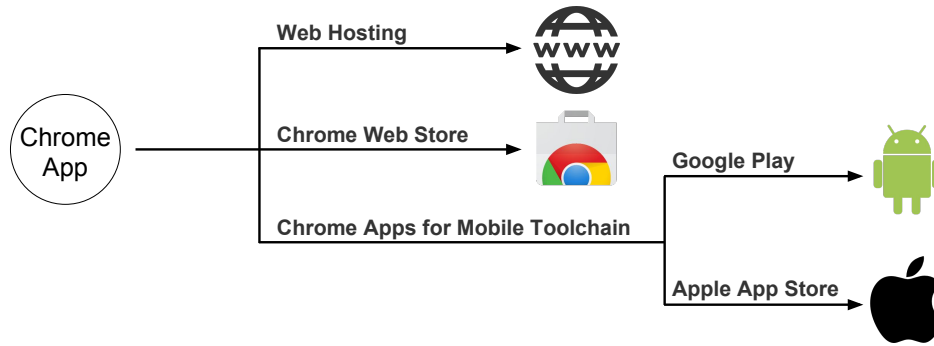 Web Hosting
WWW
Chrome
App
Chrome Web Store
Google Play
Chrome Apps for Mobile Toolchain
Apple App Store